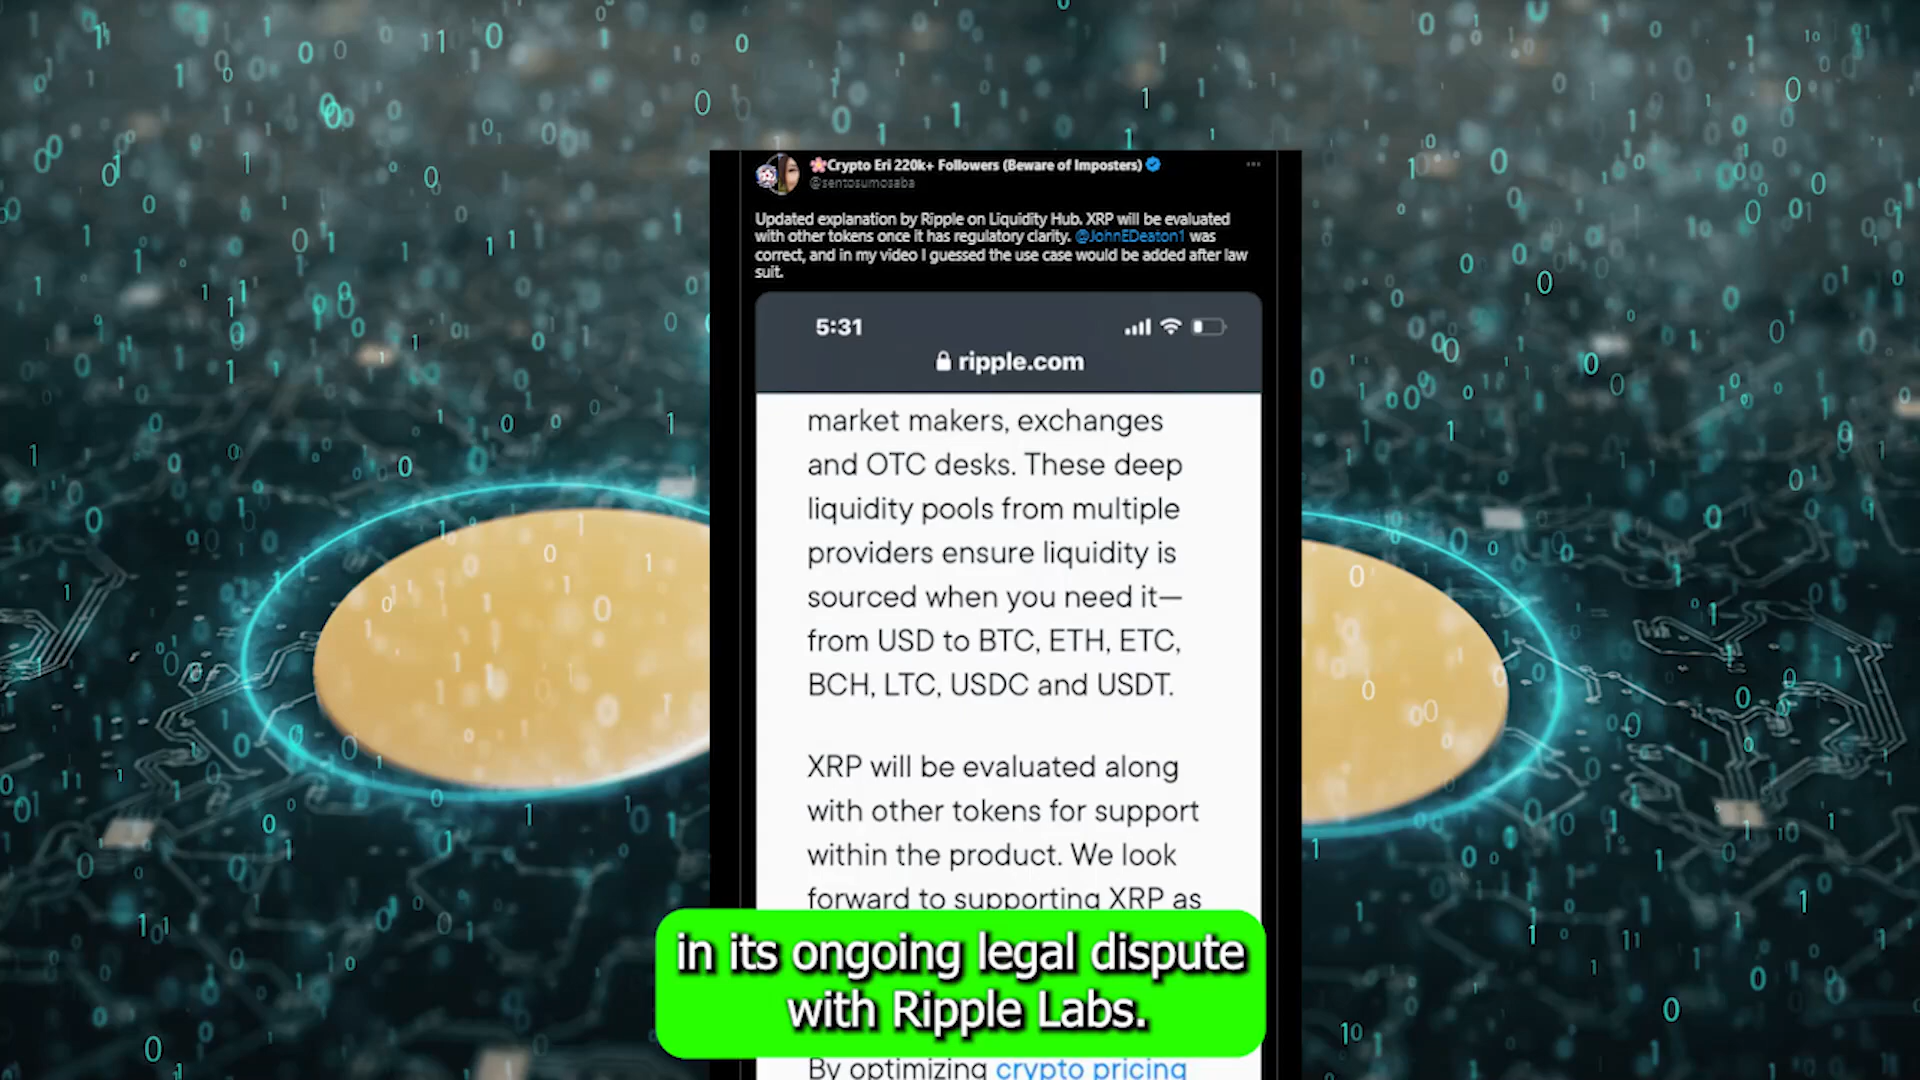 🌸Crypto Eri 220k+ Followers (Beware of Imposters)
@sentosumosaba
Updated explanation by Ripple on Liquidity Hub. XRP will be evaluated
with other tokens once it has regulatory clarity. @JohnEDeaton1 was
correct, and in my video I guessed the use case would be added after law
suit.
5:31
ripple.com
market makers, exchanges
and OTC desks. These deep
liquidity pools from multiple
providers ensure liquidity is
sourced when you need it—
from USD to BTC, ETH, ETC,
BCH, LTC, USDC and USDT.
XRP will be evaluated along
with other tokens for support
within the product. We look
forward to supporting XRP as
in its ongoing legal dispute
with Ripple Labs.
By optimizing crypto pricing